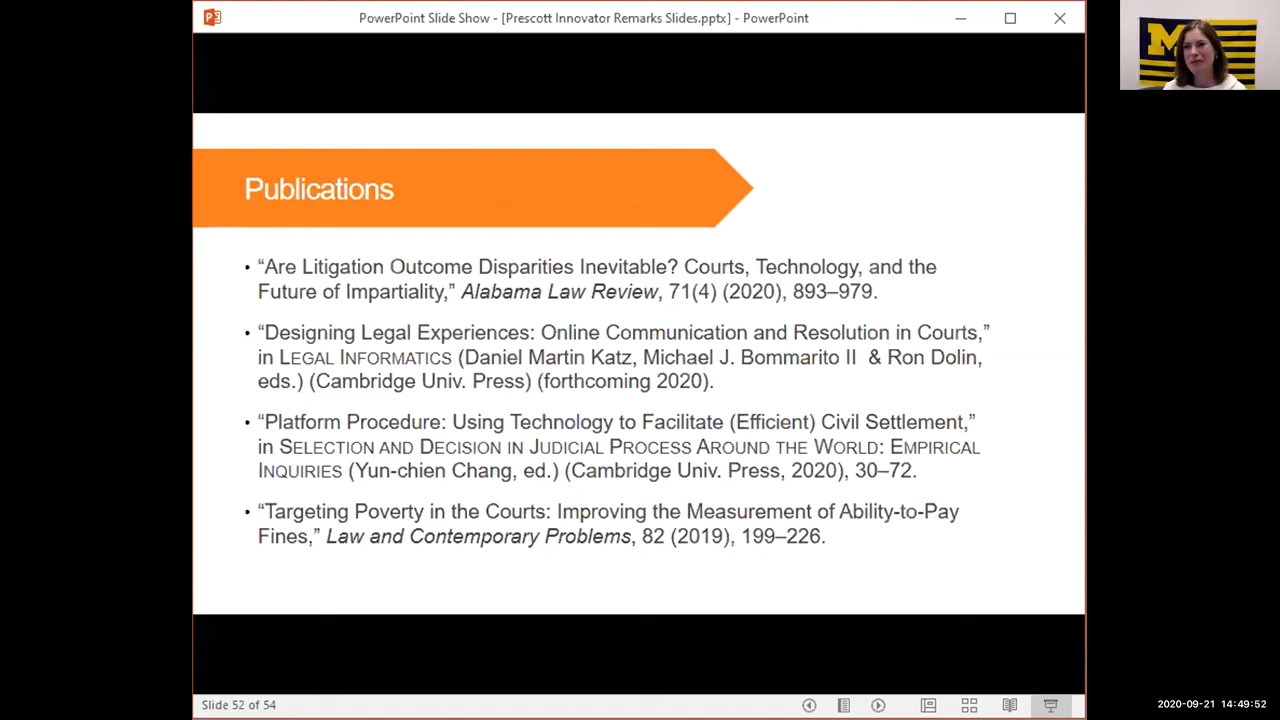 PowerPoint Slide Show - [Prescott Innovator Remarks Slides.pptx] - PowerPoint
M
Publications
• “Are Litigation Outcome Disparities Inevitable? Courts, Technology, and the
Future of Impartiality,” Alabama Law Review, 71(4) (2020), 893–979.
• “Designing Legal Experiences: Online Communication and Resolution in Courts,”
in LEGAL INFORMATICS (Daniel Martin Katz, Michael J. Bommarito II & Ron Dolin,
eds.) (Cambridge Univ. Press) (forthcoming 2020).
• “Platform Procedure: Using Technology to Facilitate (Efficient) Civil Settlement,”
in SELECTION AND DECISION IN JUDICIAL PROCESS AROUND THE WORLD: EMPIRICAL
INQUIRIES (Yun-chien Chang, ed.) (Cambridge Univ. Press, 2020), 30–72.
• “Targeting Poverty in the Courts: Improving the Measurement of Ability-to-Pay
Fines,” Law and Contemporary Problems, 82 (2019), 199–226.
Slide 52 of 54
2020-09-21 14:49:52